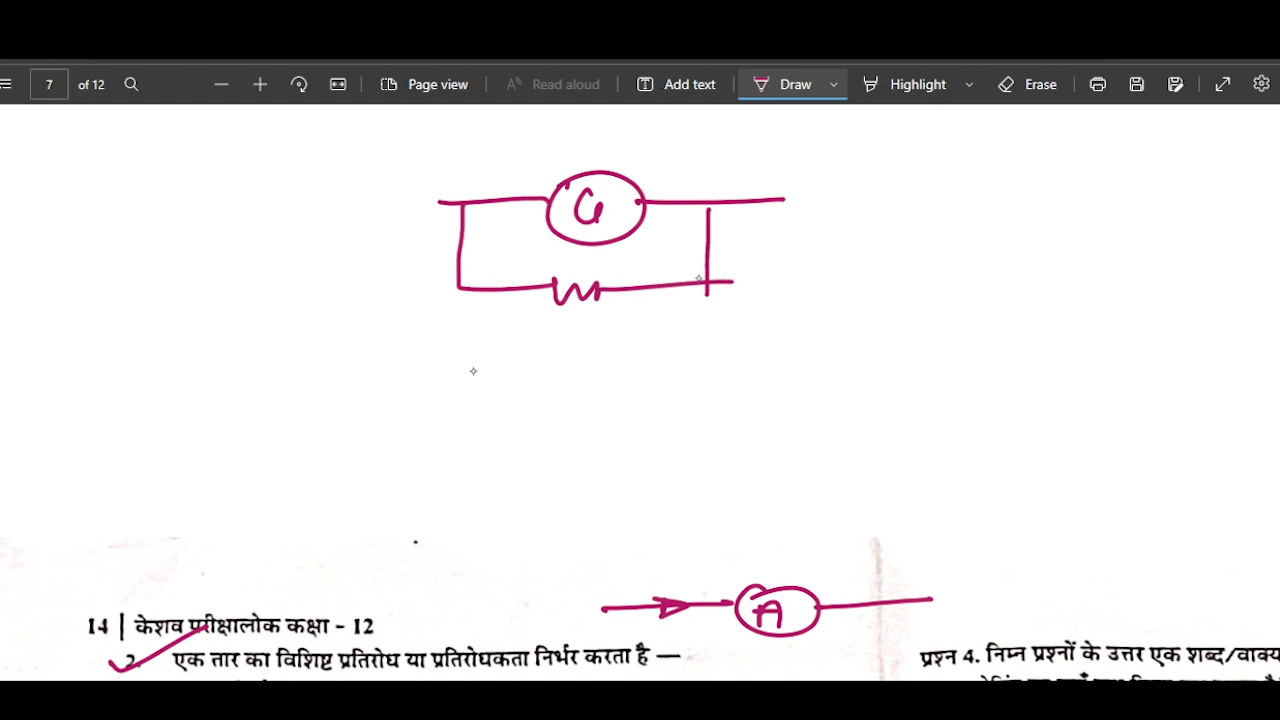 7 of 12 Page view Read aloud Add text Draw Highlight Erase
G
A
14 | केशव परीक्षालोक कक्षा - 12
2. एक तार का विशिष्ट प्रतिरोध या प्रतिरोधकता निर्भर करता है —
प्रश्न 4. निम्न प्रश्नों के उत्तर एक शब्द/वाक्य